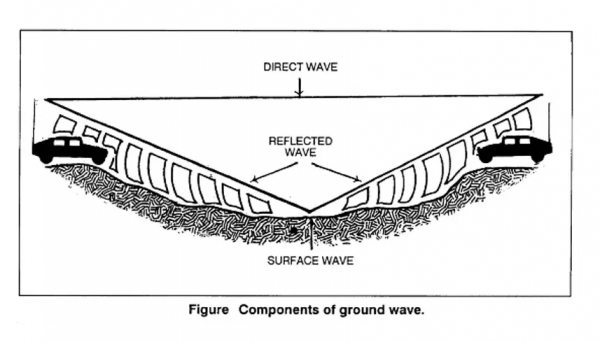 DIRECT WAVE
REFLECTED
WAVE
SURFACE WAVE
Figure Components of ground wave.